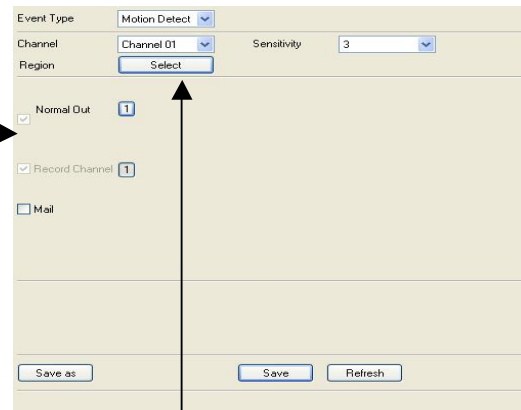 Event Type Motion Detect
Channel Channel 01 Sensitivity 3
Region Select
Normal Out 1
Record Channel 1
Mail
Save as Save Refresh